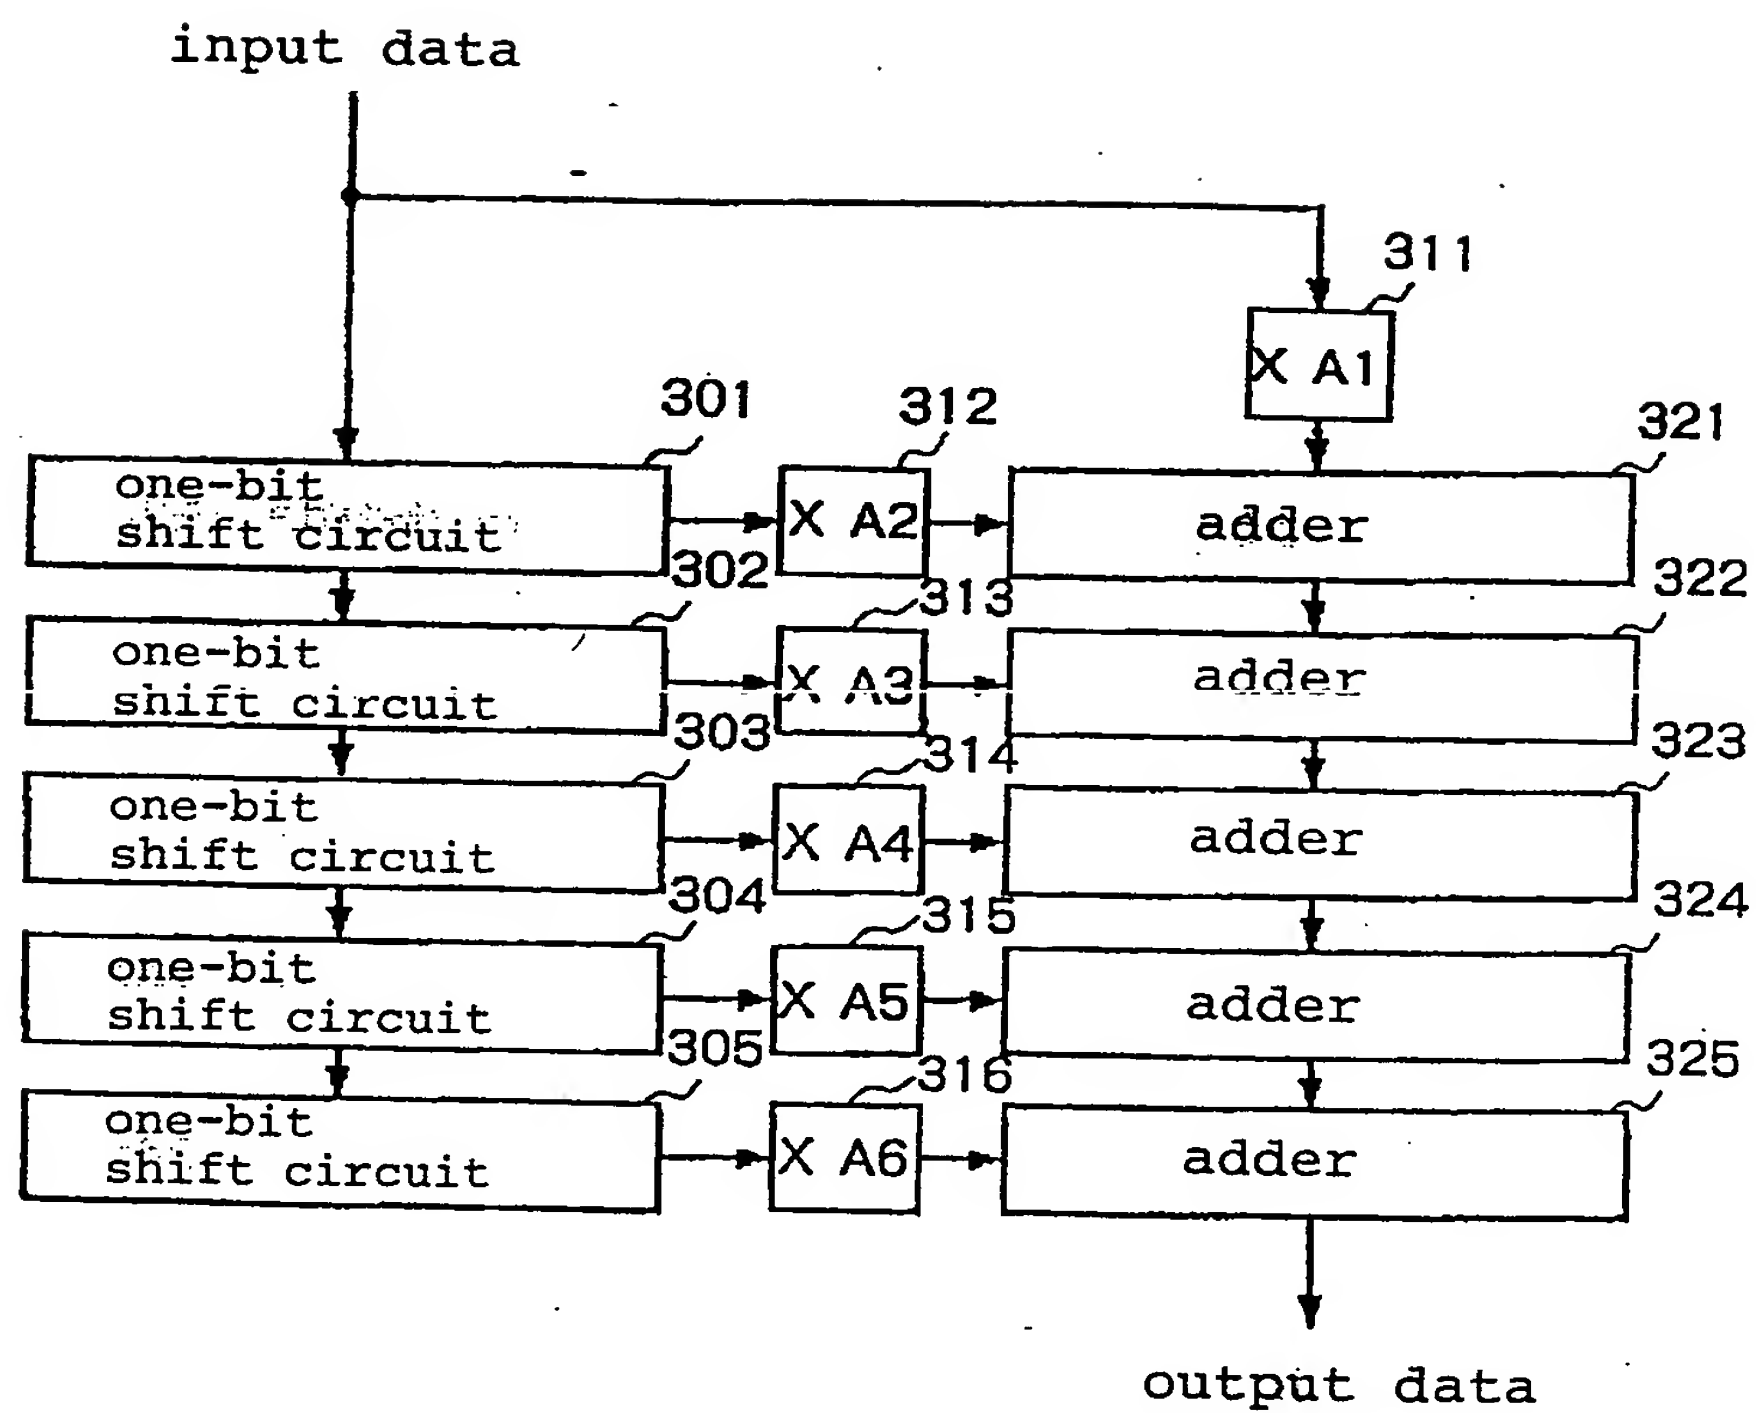 input data
311
X A1
301
312
321
one-bit
shift circuit
X A2
adder
302
313
322
one-bit
shift circuit
X A3
adder
303
314
323
one-bit
shift circuit
X A4
adder
304
315
324
one-bit
shift circuit
X A5
adder
305
316
325
one-bit
shift circuit
X A6
adder
output data